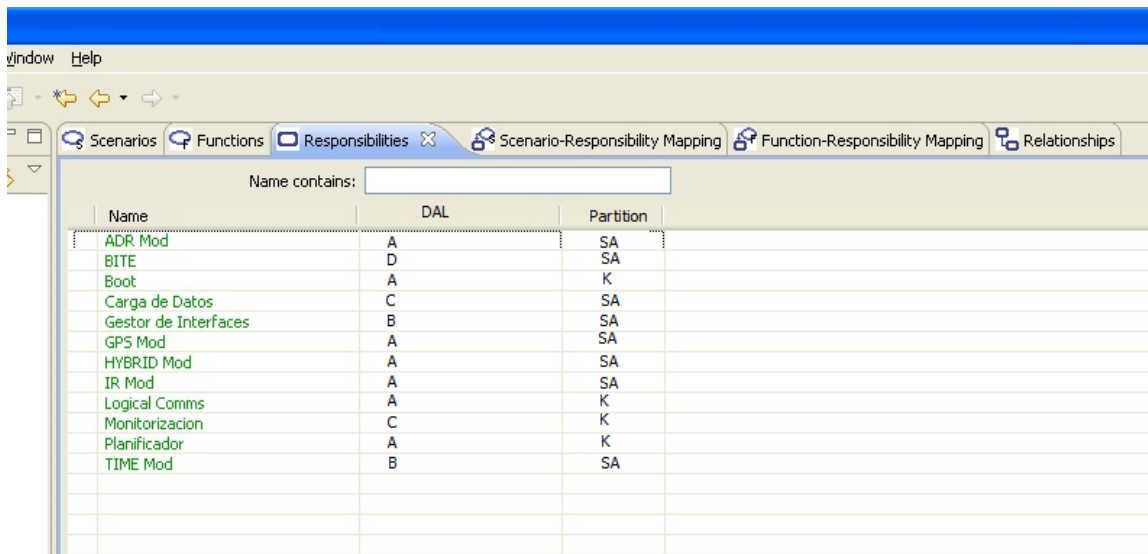 Window Help
Scenarios Functions Responsibilities Scenario-Responsibility Mapping Function-Responsibility Mapping Relationships
Name contains:
Name DAL Partition
ADR Mod A SA
BITE D SA
Boot A K
Carga de Datos C SA
Gestor de Interfaces B SA
GPS Mod A SA
HYBRID Mod A SA
IR Mod A SA
Logical Comms A K
Monitorizacion C K
Planificador A K
TIME Mod B SA